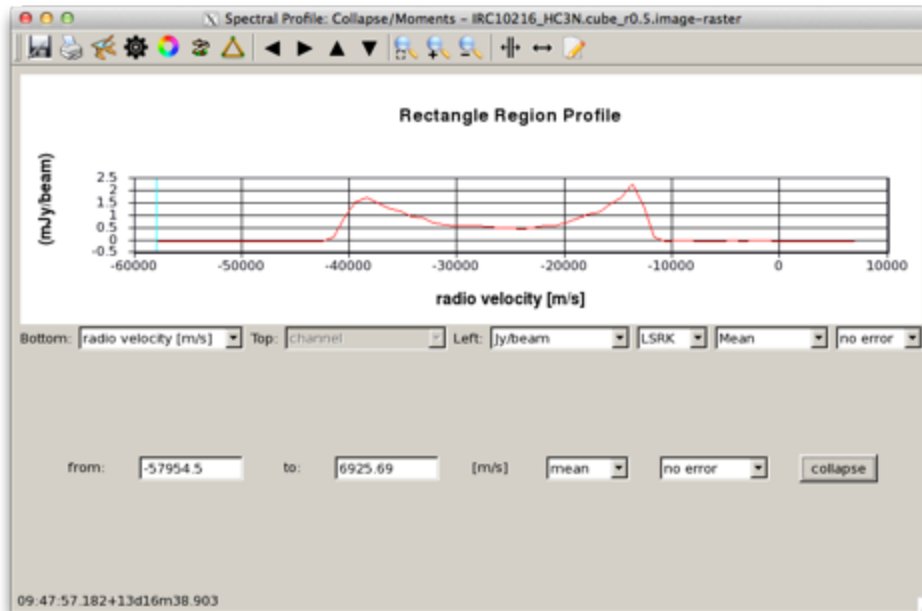 Spectral Profile: Collapse/Moments - IRC10216_HC3N.cube_r0.5.image-raster
Rectangle Region Profile
(mJy/beam)
2.5
2
1.5
1
0.5
0
-0.5
-60000 -50000 -40000 -30000 -20000 -10000 0 10000
radio velocity [m/s]
Bottom: radio velocity [m/s] Top: channel Left: Jy/beam LSRK Mean no error
from: -57954.5 to: 6925.69 [m/s] mean no error collapse
09:47:57.182+13d16m38.903